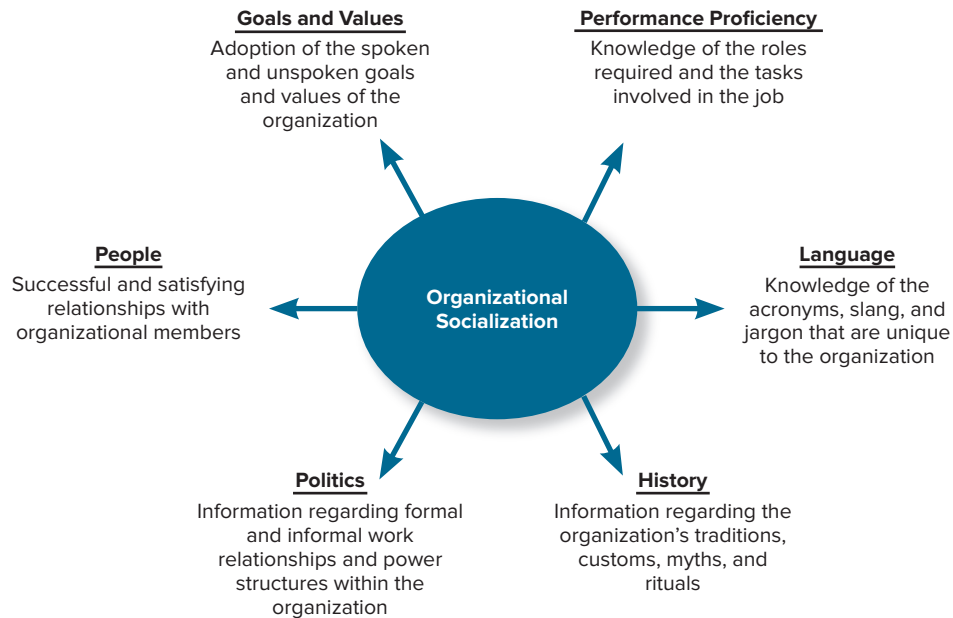 Goals and Values
Adoption of the spoken
and unspoken goals
and values of the
organization
Performance Proficiency
Knowledge of the roles
required and the tasks
involved in the job
People
Successful and satisfying
relationships with
organizational members
Organizational
Socialization
Language
Knowledge of the
acronyms, slang, and
jargon that are unique
to the organization
Politics
Information regarding formal
and informal work
relationships and power
structures within the
organization
History
Information regarding the
organization’s traditions,
customs, myths, and
rituals